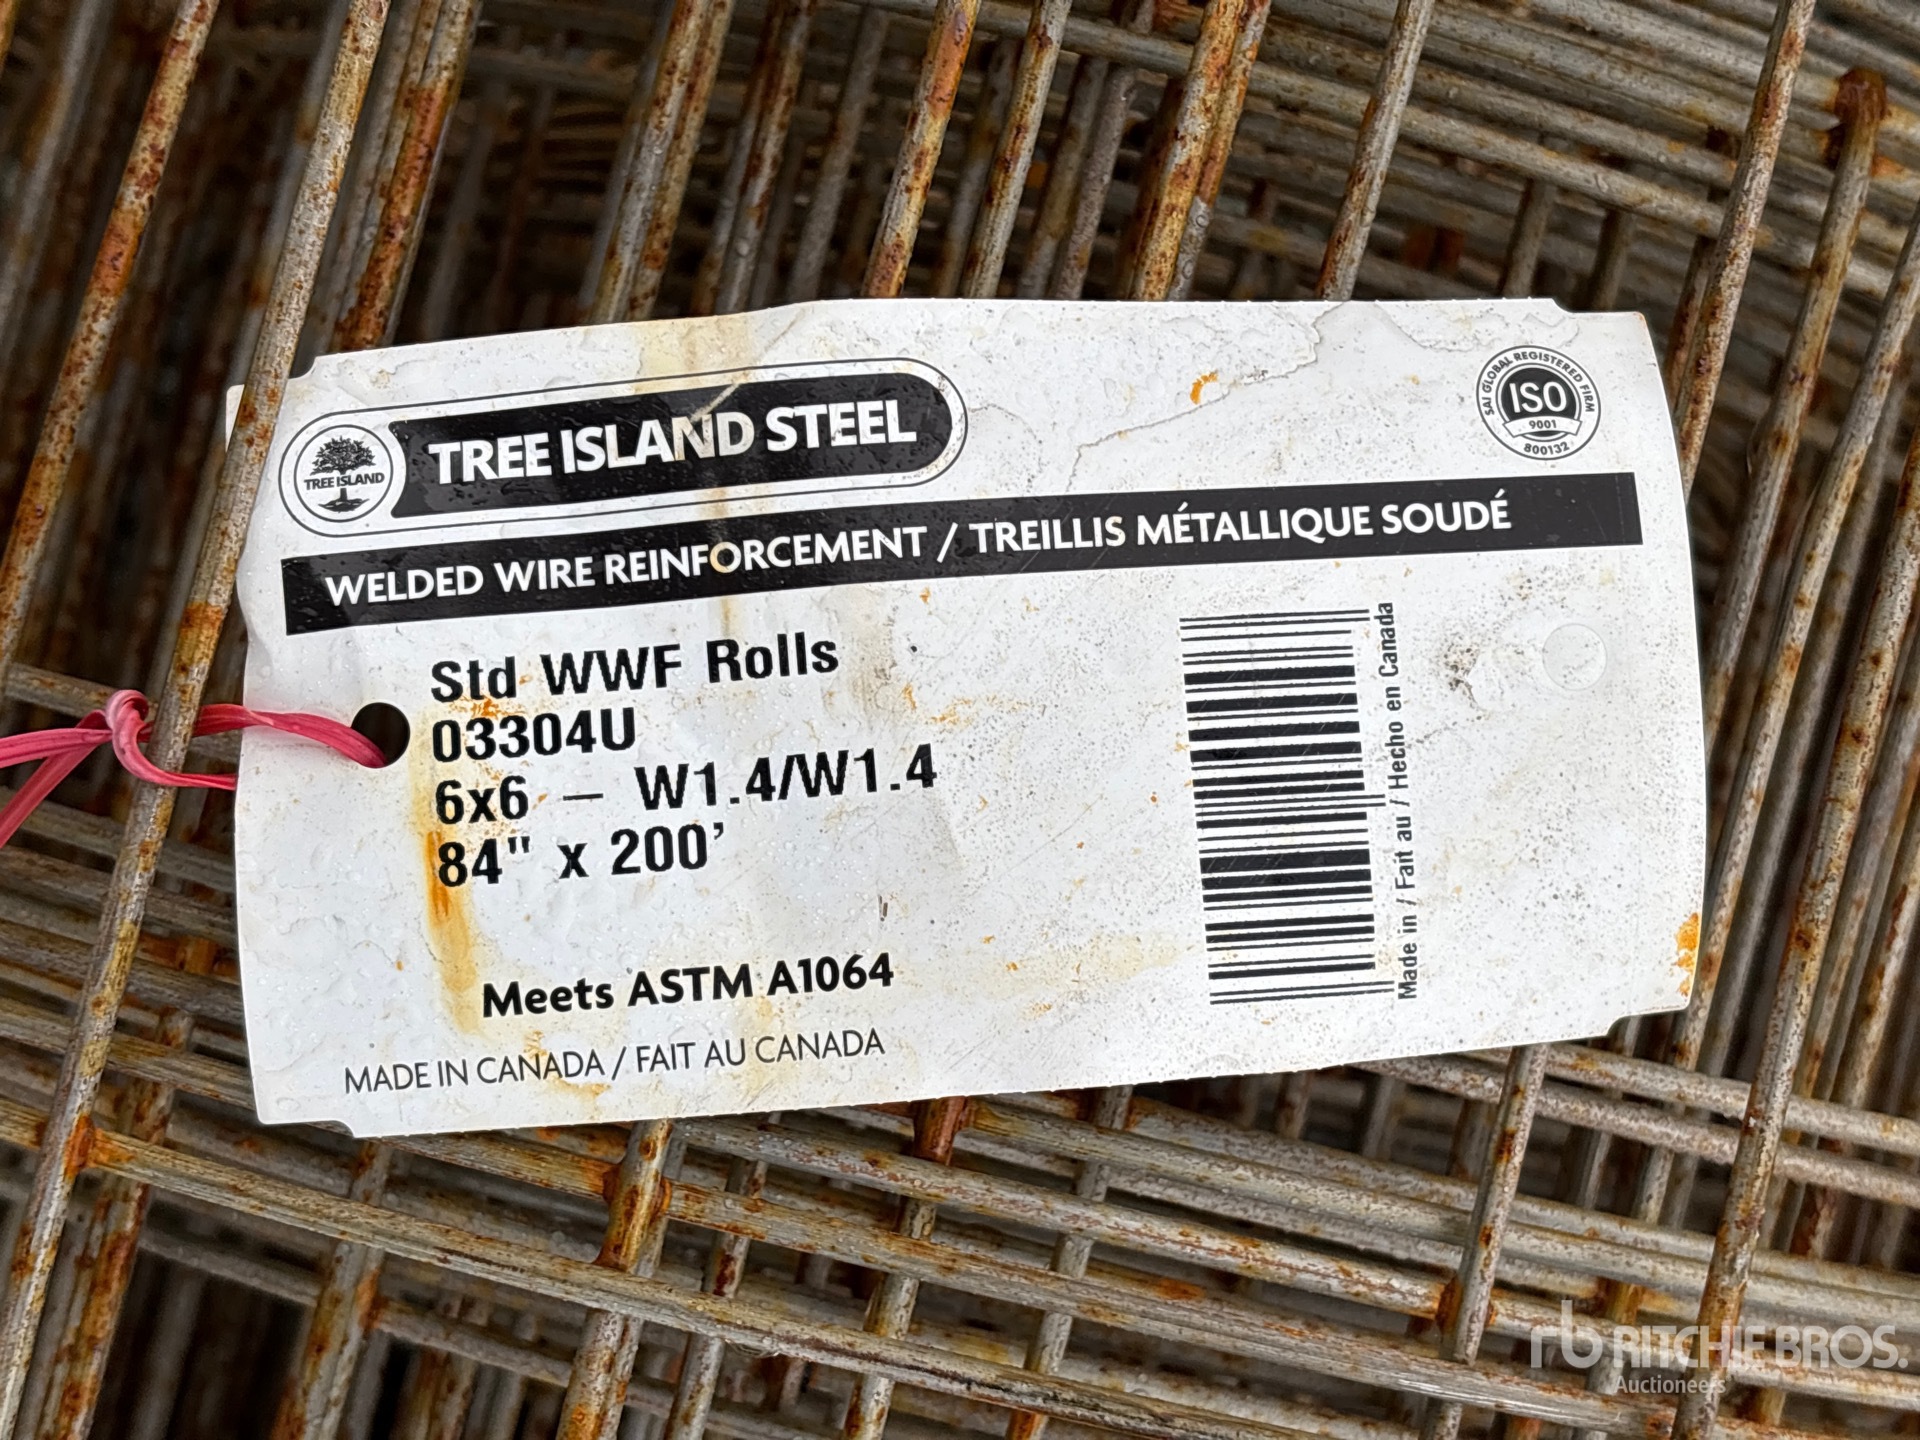 TREE ISLAND
TREE ISLAND STEEL
SAI GLOBAL REGISTERED FIRM
ISO
9001
800132
WELDED WIRE REINFORCEMENT / TREILLIS MÉTALLIQUE SOUDÉ
Std WWF Rolls
03304U
6x6 – W1.4/W1.4
84" x 200'
Meets ASTM A1064
MADE IN CANADA / FAIT AU CANADA
Made in / Fait au / Hecho en Canada
rb RITCHIE BROS.
Auctioneers